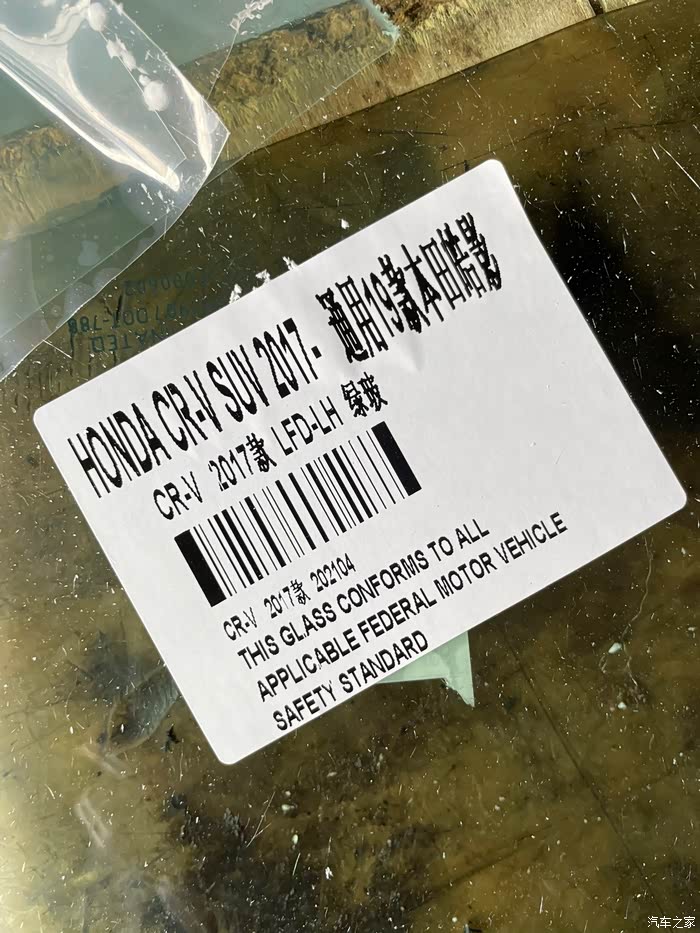 HONDA CR-V SUV 2017- 通用19款本田皓影
CR-V 2017款 LFD-LH 绿玻
CR-V 2017款 202104
THIS GLASS CONFORMS TO ALL
APPLICABLE FEDERAL MOTOR VEHICLE
SAFETY STANDARD
汽车之家